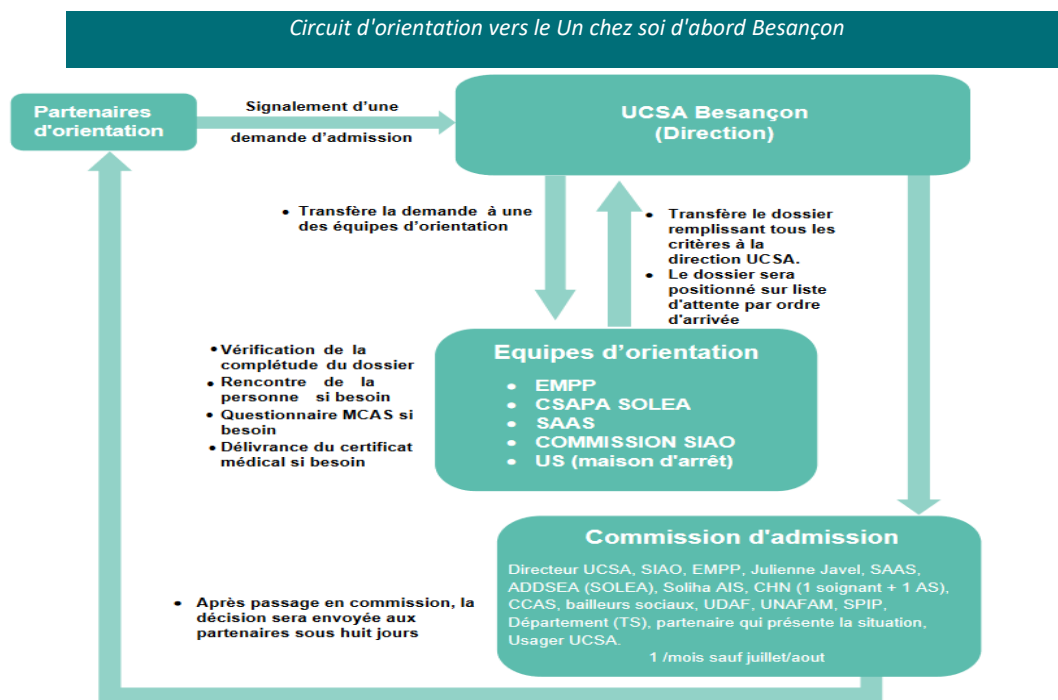 Circuit d'orientation vers le Un chez soi d'abord Besançon
Partenaires
d'orientation
Signalement d'une
demande d'admission
UCSA Besançon
(Direction)
• Transfère la demande à une
des équipes d'orientation
• Transfère le dossier
remplissant tous les
critères à la
direction UCSA.
• Le dossier sera
positionné sur liste
d'attente par ordre
d'arrivée
• Vérification de la
complétude du dossier
• Rencontre de la
personne si besoin
• Questionnaire MCAS si
besoin
• Délivrance du certificat
médical si besoin
Equipes d'orientation
• EMPP
• CSAPA SOLEA
• SAAS
• COMMISSION SIAO
• US (maison d'arrêt)
Commission d'admission
Directeur UCSA, SIAO, EMPP, Julienne Javel, SAAS,
ADDSEA (SOLEA), Soliha AIS, CHN (1 soignant + 1 AS),
CCAS, bailleurs sociaux, UDAF, UNAFAM, SPIP,
Département (TS), partenaire qui présente la situation,
Usager UCSA.
1 /mois sauf juillet/aout
• Après passage en commission, la
décision sera envoyée aux
partenaires sous huit jours